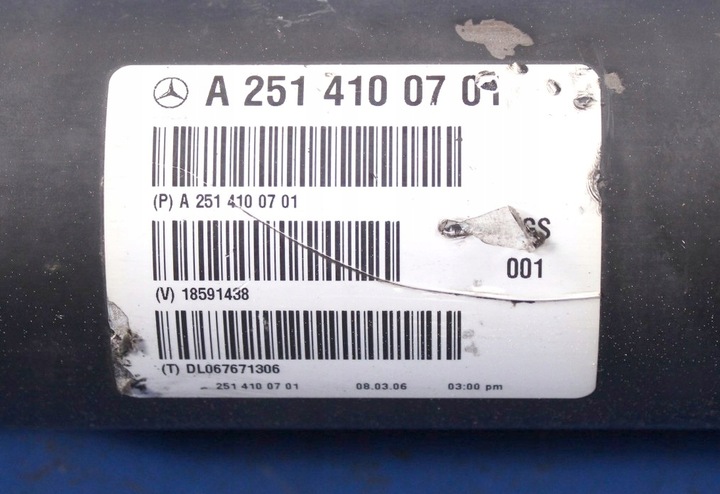 A 251 410 07 01
(P) A 251 410 07 01
GS
001
(V) 18591438
(T) DL067671306
251 410 07 01 08.03.06 03:00 pm